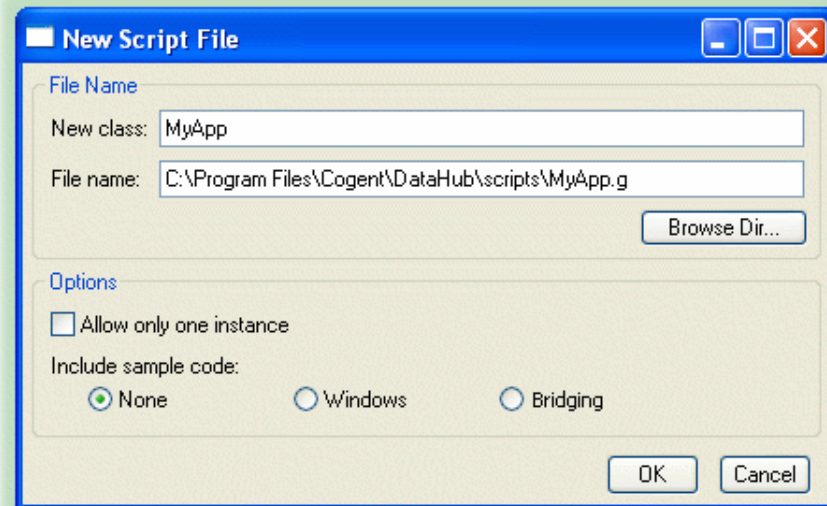 New Script File
File Name
New class: MyApp
File name: C:\Program Files\Cogent\DataHub\scripts\MyApp.g
Browse Dir...
Options
Allow only one instance
Include sample code:
None Windows Bridging
OK Cancel